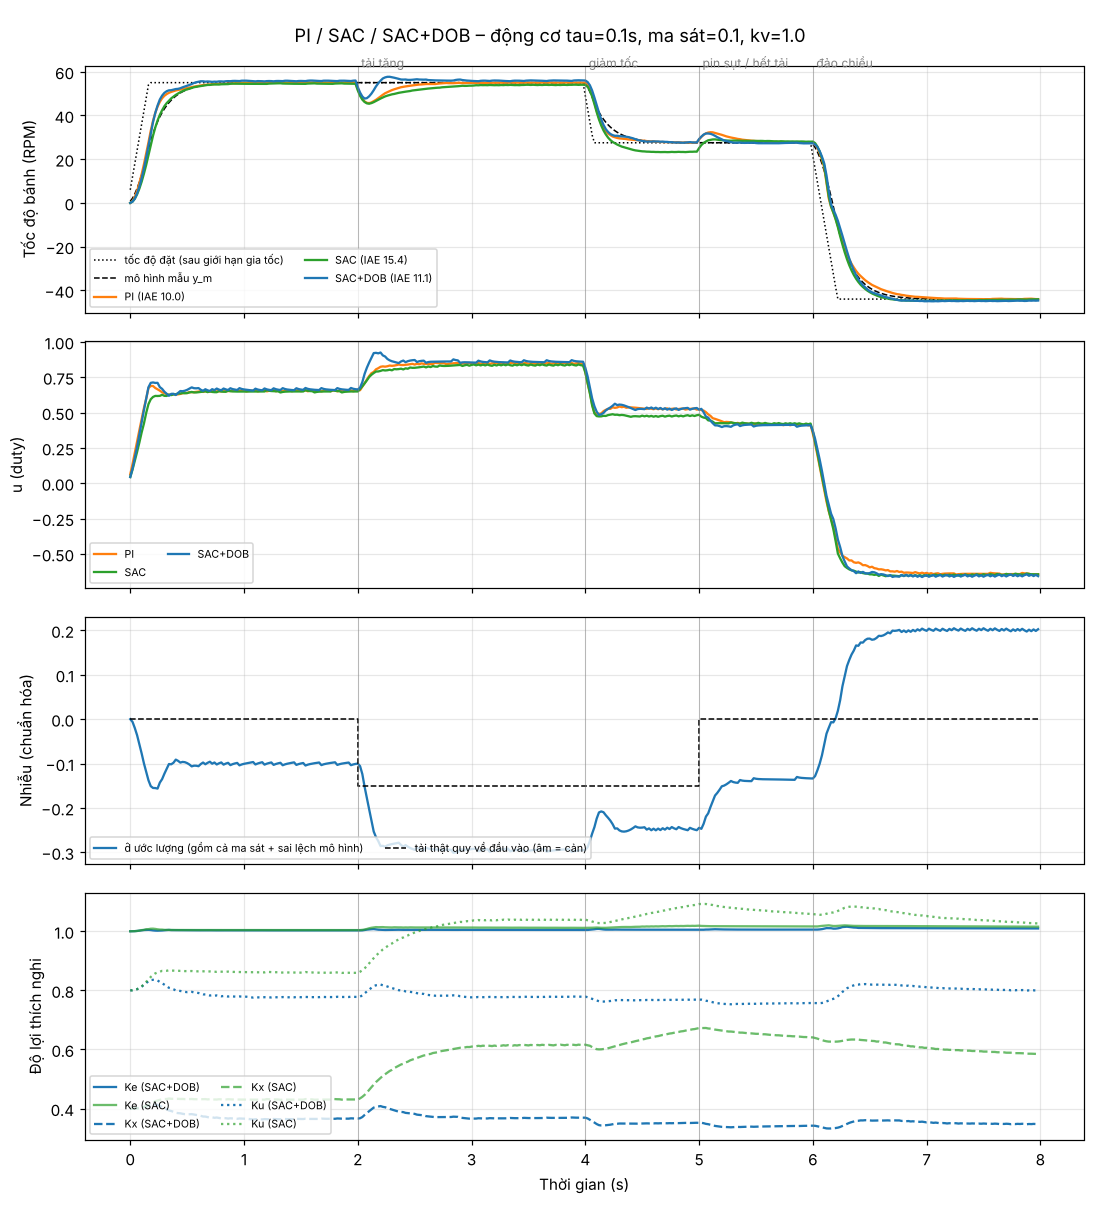 PI / SAC / SAC+DOB – động cơ tau=0.1s, ma sát=0.1, kv=1.0
tải tăng
giảm tốc
pin sụt / hết tải
đảo chiều
60
40
20
0
−20
−40
Tốc độ bánh (RPM)
tốc độ đặt (sau giới hạn gia tốc)
mô hình mẫu y_m
PI (IAE 10.0)
SAC (IAE 15.4)
SAC+DOB (IAE 11.1)
1.00
0.75
0.50
0.25
0.00
−0.25
−0.50
u (duty)
PI
SAC
SAC+DOB
0.2
0.1
0.0
−0.1
−0.2
−0.3
Nhiễu (chuẩn hóa)
σ̂ ước lượng (gồm cả ma sát + sai lệch mô hình)
tải thật quy về đầu vào (âm = cản)
1.0
0.8
0.6
0.4
Độ lợi thích nghi
Ke (SAC+DOB)
Ke (SAC)
Kx (SAC+DOB)
Kx (SAC)
Ku (SAC+DOB)
Ku (SAC)
0
1
2
3
4
5
6
7
8
Thời gian (s)